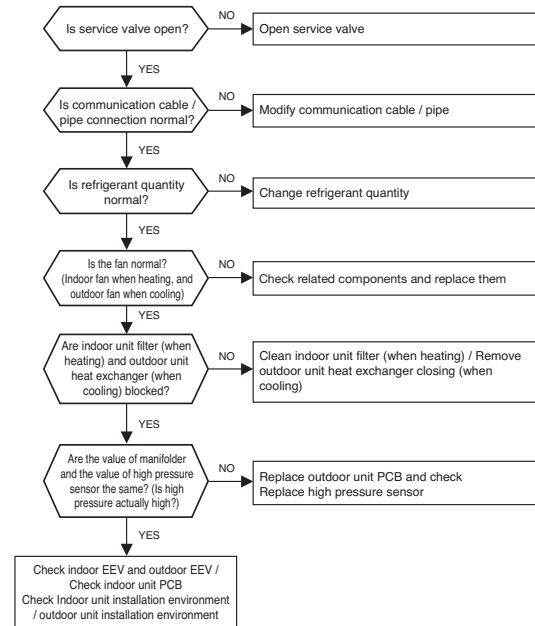 Is service valve open?
NO
Open service valve
YES
Is communication cable /
pipe connection normal?
NO
Modify communication cable / pipe
YES
Is refrigerant quantity
normal?
NO
Change refrigerant quantity
YES
Is the fan normal?
(Indoor fan when heating, and
outdoor fan when cooling)
NO
Check related components and replace them
YES
Are indoor unit filter (when
heating) and outdoor unit
heat exchanger (when
cooling) blocked?
NO
Clean indoor unit filter (when heating) / Remove
outdoor unit heat exchanger closing (when
cooling)
YES
Are the value of manifolder
and the value of high pressure
sensor the same? (Is high
pressure actually high?)
NO
Replace outdoor unit PCB and check
Replace high pressure sensor
YES
Check indoor EEV and outdoor EEV /
Check indoor unit PCB
Check Indoor unit installation environment
/ outdoor unit installation environment